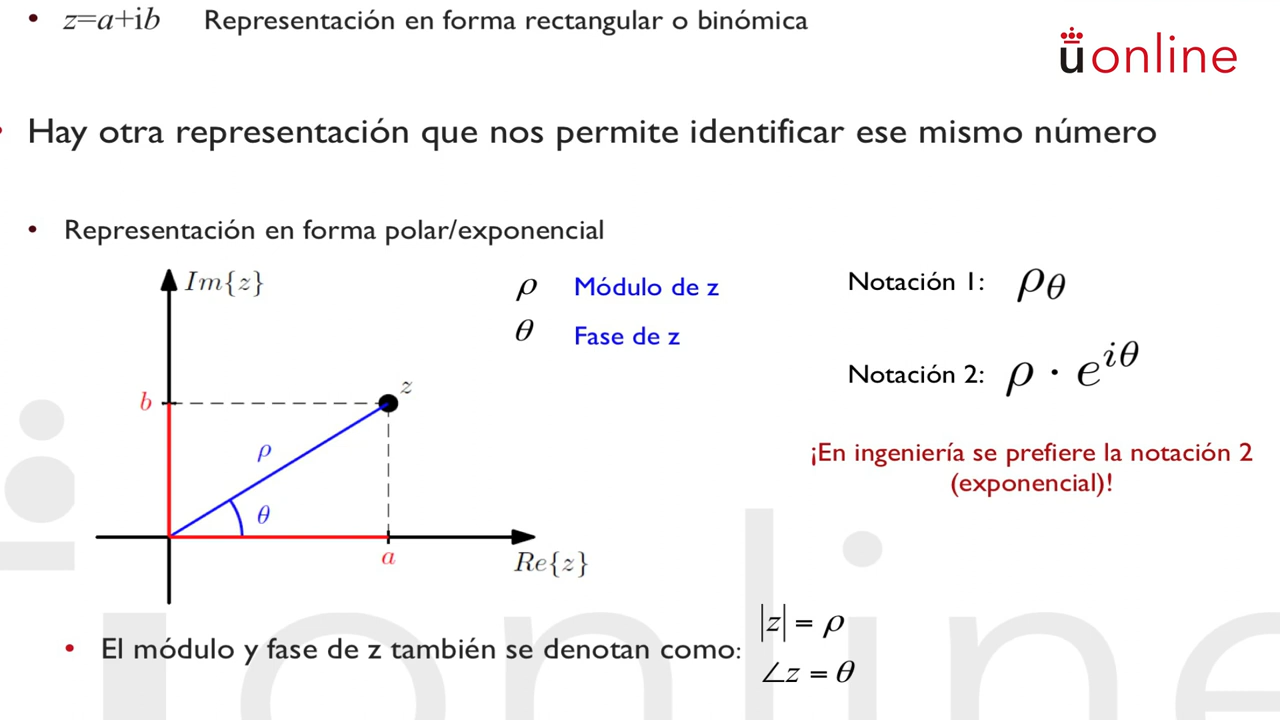 • z=a+ib Representación en forma rectangular o binómica
uonline
• Hay otra representación que nos permite identificar ese mismo número
• Representación en forma polar/exponencial
Im{z}
ρ Módulo de z
θ Fase de z
Notación 1: ρθ
Notación 2: ρ · e^{iθ}
¡En ingeniería se prefiere la notación 2
(exponencial)!
z
b
ρ
θ
a
Re{z}
• El módulo y fase de z también se denotan como:
|z| = ρ
∠z = θ
online